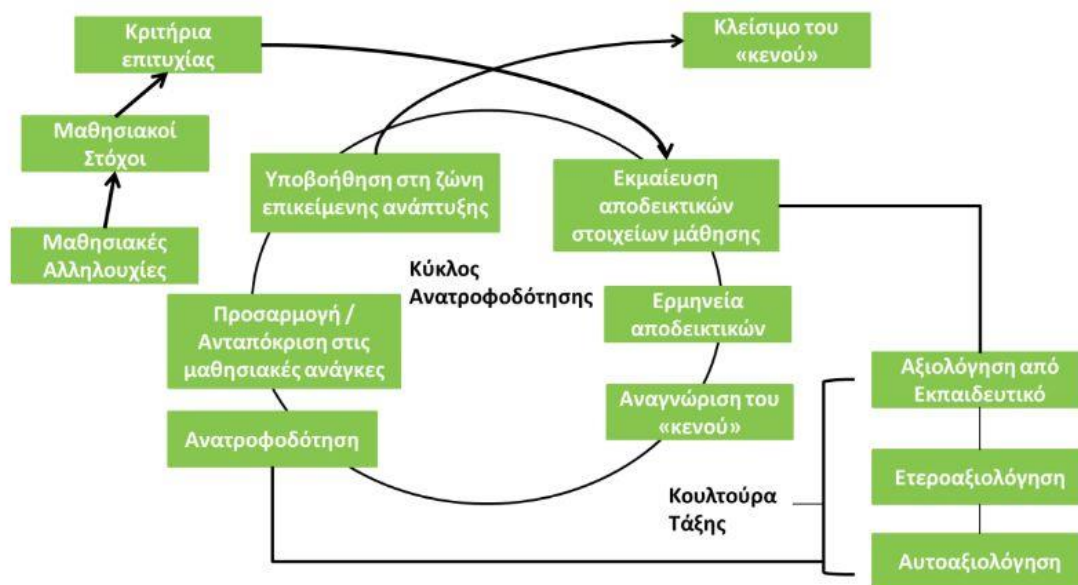 Κριτήρια
επιτυχίας
Κλείσιμο του
«κενού»
Μαθησιακοί
Στόχοι
Υποβοήθηση στη ζώνη
επικείμενης ανάπτυξης
Εκμαίευση
αποδεικτικών
στοιχείων μάθησης
Μαθησιακές
Αλληλουχίες
Κύκλος
Ανατροφοδότησης
Προσαρμογή /
Ανταπόκριση στις
μαθησιακές ανάγκες
Ερμηνεία
αποδεικτικών
Αξιολόγηση από
Εκπαιδευτικό
Αναγνώριση του
«κενού»
Ανατροφοδότηση
Ετεροαξιολόγηση
Κουλτούρα
Τάξης
Αυτοαξιολόγηση